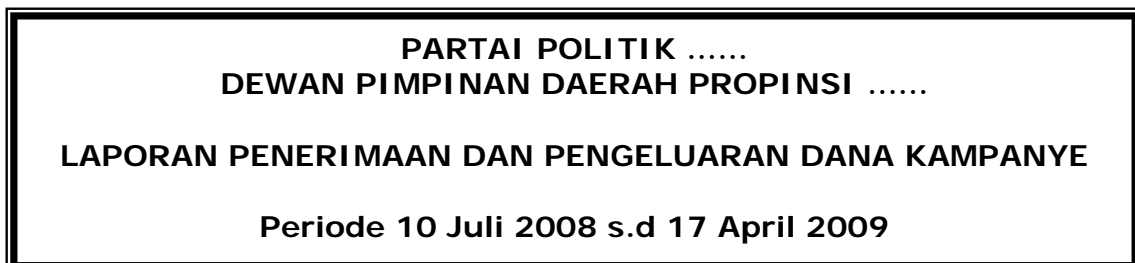 PARTAI POLITIK ......
DEWAN PIMPINAN DAERAH PROPINSI ......
LAPORAN PENERIMAAN DAN PENGELUARAN DANA KAMPANYE
Periode 10 Juli 2008 s.d 17 April 2009